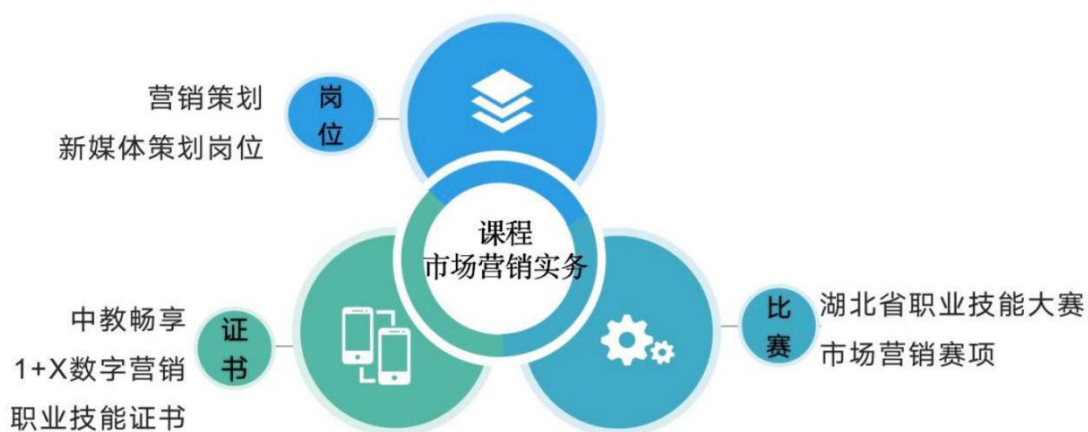 营销策划
新媒体策划岗位
岗
位
课程
市场营销实务
中教畅享
1+X数字营销
职业技能证书
证
书
比
赛
湖北省职业技能大赛
市场营销赛项